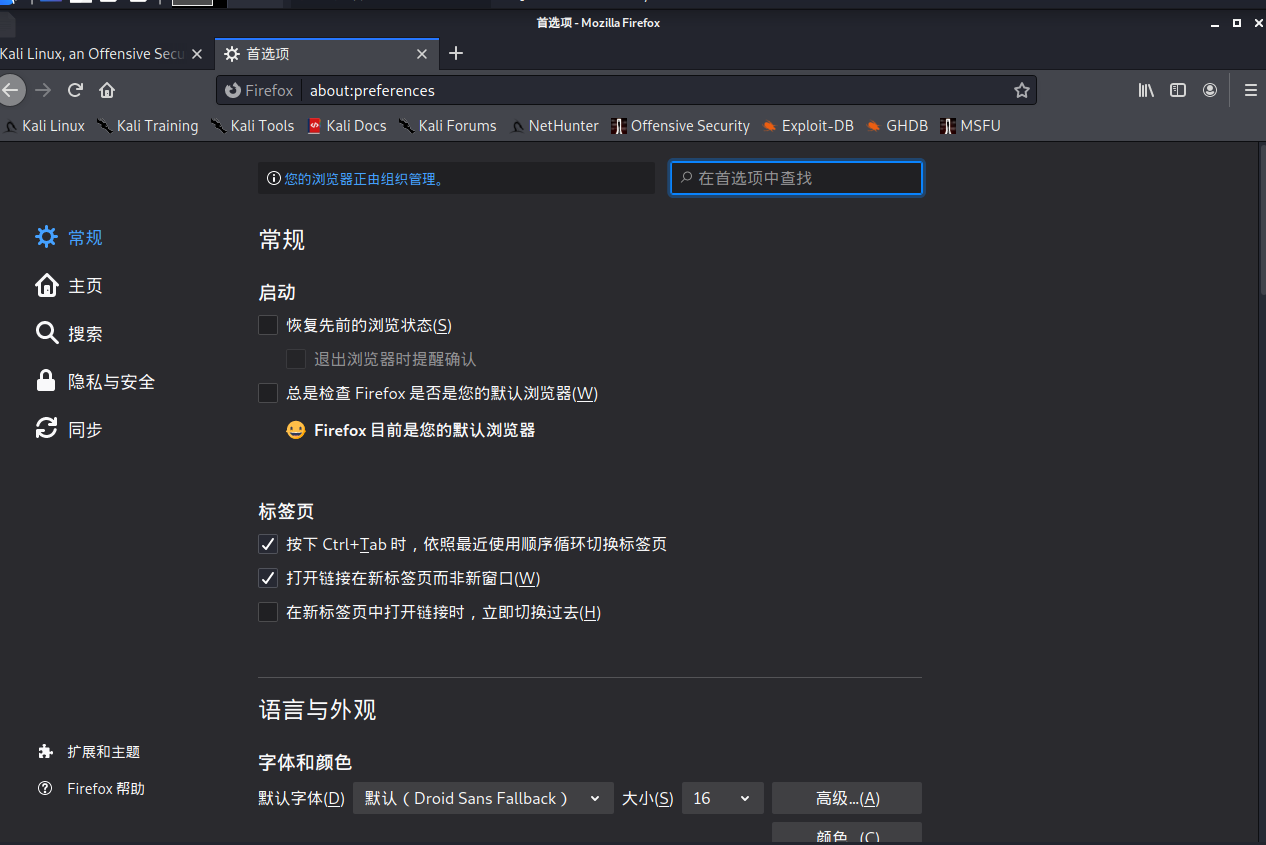 首选项 - Mozilla Firefox
Kali Linux, an Offensive Secu
首选项
Firefox about:preferences
Kali Linux Kali Training Kali Tools Kali Docs Kali Forums NetHunter Offensive Security Exploit-DB GHDB MSFU
您的浏览器正由组织管理。
在首选项中查找
常规
主页
搜索
隐私与安全
同步
扩展和主题
Firefox 帮助
常规
启动
恢复先前的浏览状态(S)
退出浏览器时提醒确认
总是检查 Firefox 是否是您的默认浏览器(W)
Firefox 目前是您的默认浏览器
标签页
按下 Ctrl+Tab 时，依照最近使用顺序循环切换标签页
打开链接在新标签页而非新窗口(W)
在新标签页中打开链接时，立即切换过去(H)
语言与外观
字体和颜色
默认字体(D) 默认（Droid Sans Fallback） 大小(S) 16 高级...(A)
颜色...(C)